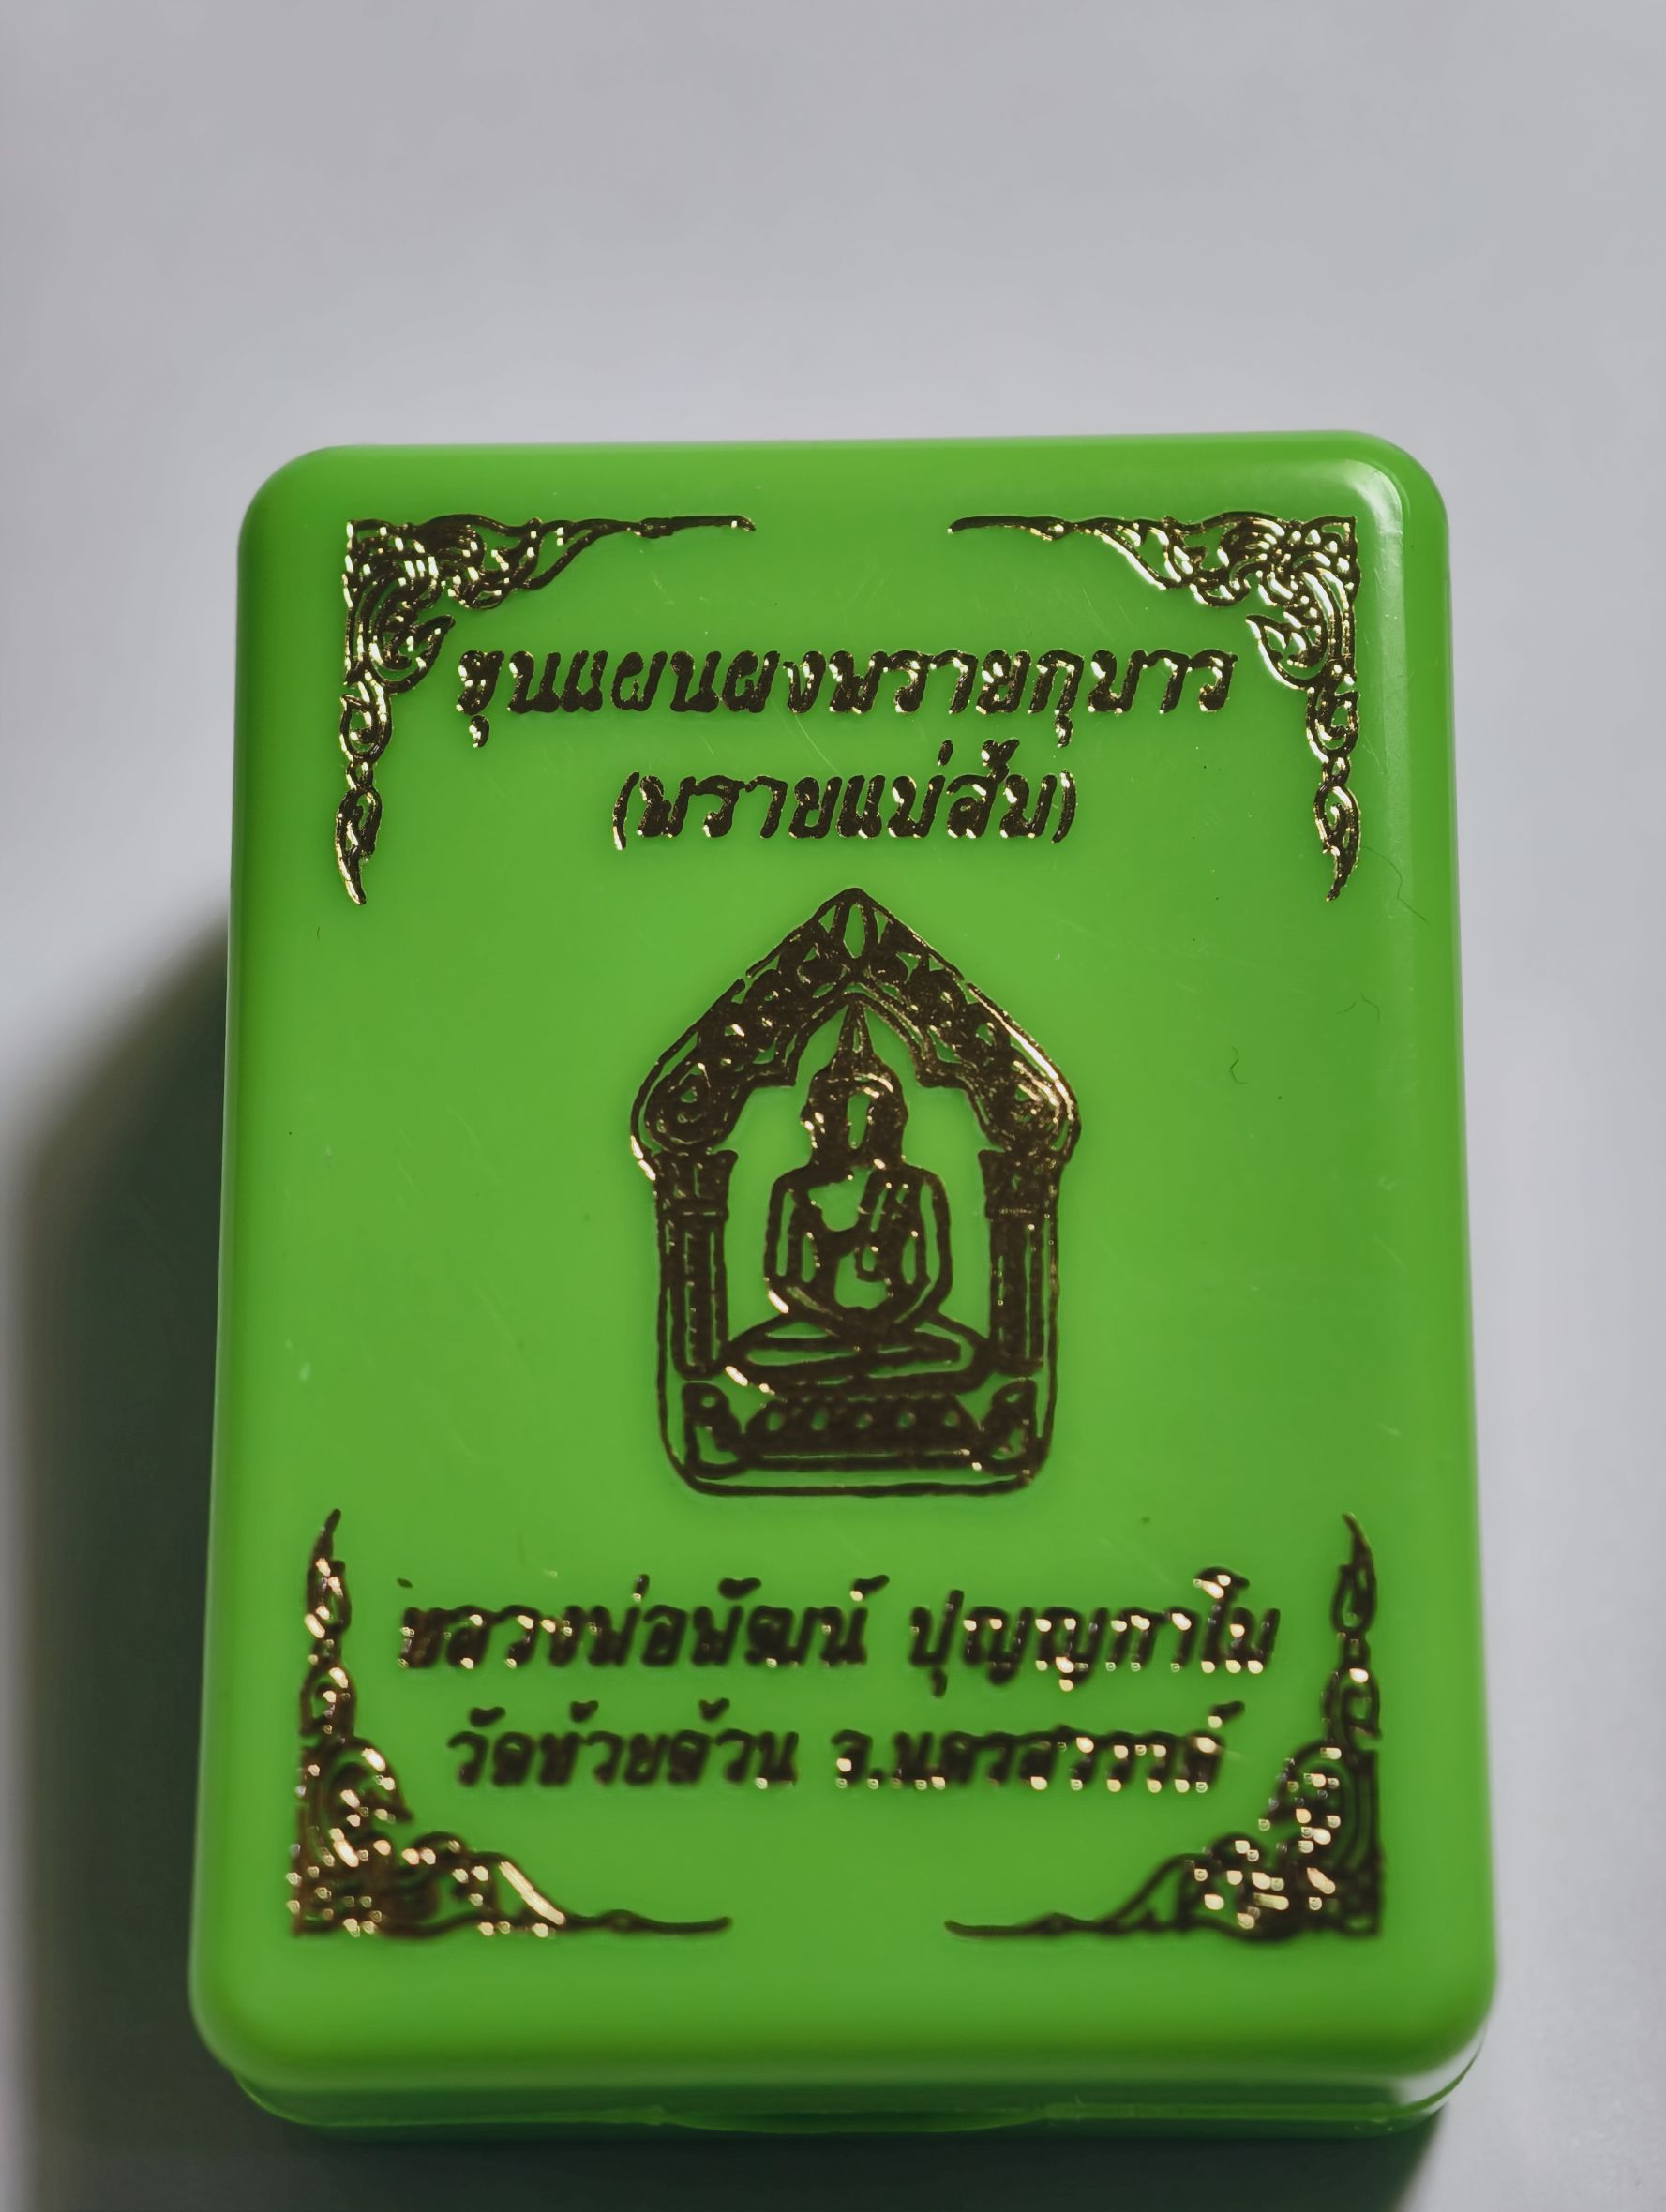 ขุนแผนผงพรายกุมาร
(พรายแม่ส้ม)
หลวงพ่อพัฒน์ ปุญญกาโม
วัดห้วยด้วน จ.นครสวรรค์